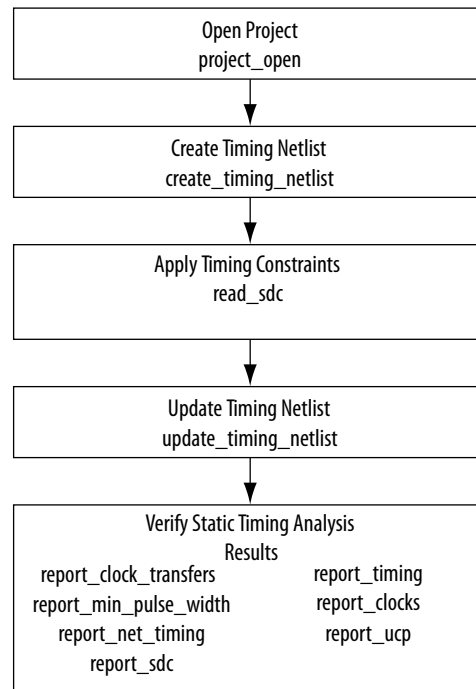 Open Project
project_open
Create Timing Netlist
create_timing_netlist
Apply Timing Constraints
read_sdc
Update Timing Netlist
update_timing_netlist
Verify Static Timing Analysis
Results
report_clock_transfers
report_min_pulse_width
report_net_timing
report_sdc
report_timing
report_clocks
report_ucp